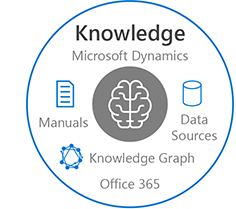 Knowledge
Microsoft Dynamics
Manuals
Data
Sources
Knowledge Graph
Office 365